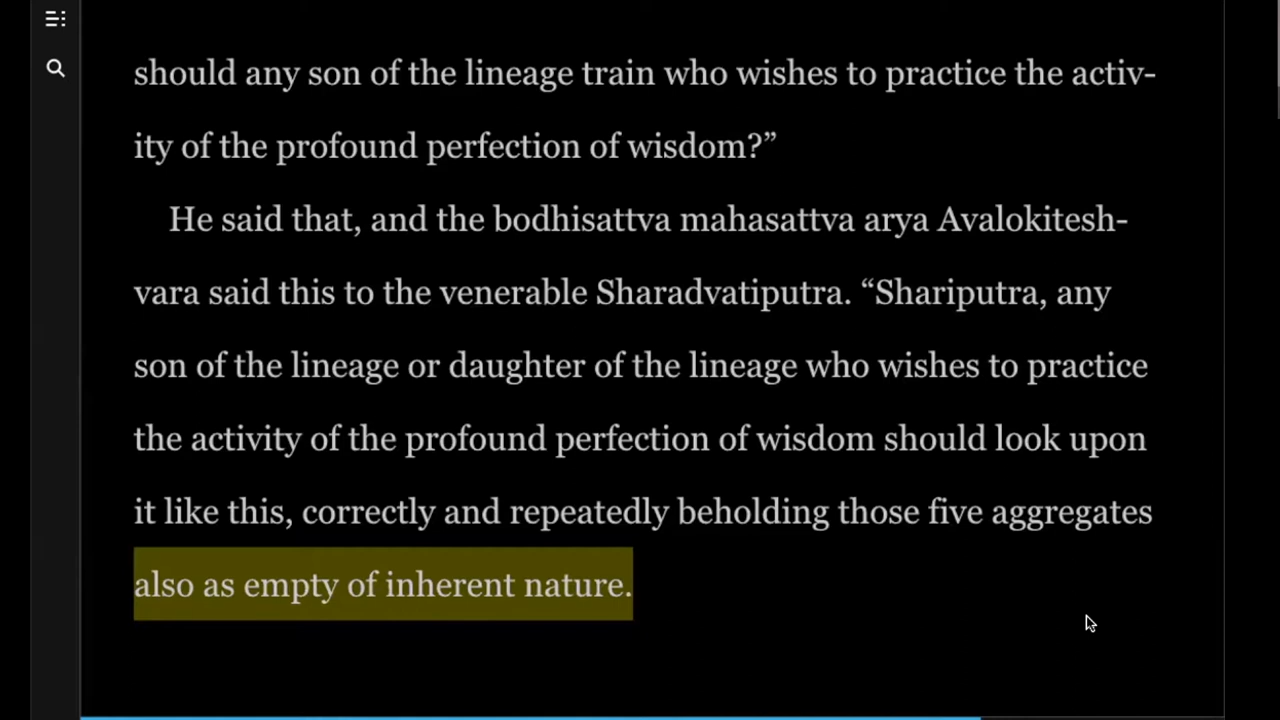 should any son of the lineage train who wishes to practice the activ-
ity of the profound perfection of wisdom?”
He said that, and the bodhisattva mahasattva arya Avalokitesh-
vara said this to the venerable Sharadvatiputra. “Shariputra, any
son of the lineage or daughter of the lineage who wishes to practice
the activity of the profound perfection of wisdom should look upon
it like this, correctly and repeatedly beholding those five aggregates
also as empty of inherent nature.